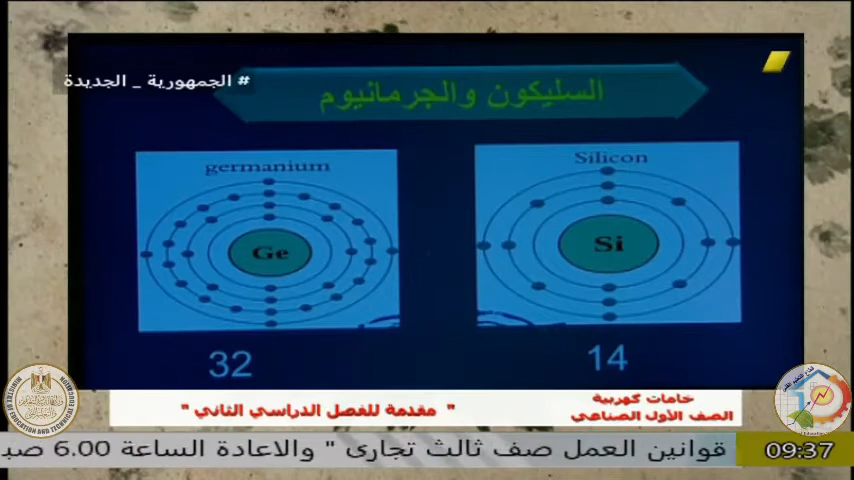 # الجمهورية _ الجديدة
السليكون والجرمانيوم
germanium
Silicon
Ge
Si
32
14
خامات كهربية
الصف الأول الصناعي
" مقدمة للفصل الدراسي الثاني "
قوانين العمل صف ثالث تجارى " والاعادة الساعة 6.00 صب
09:37